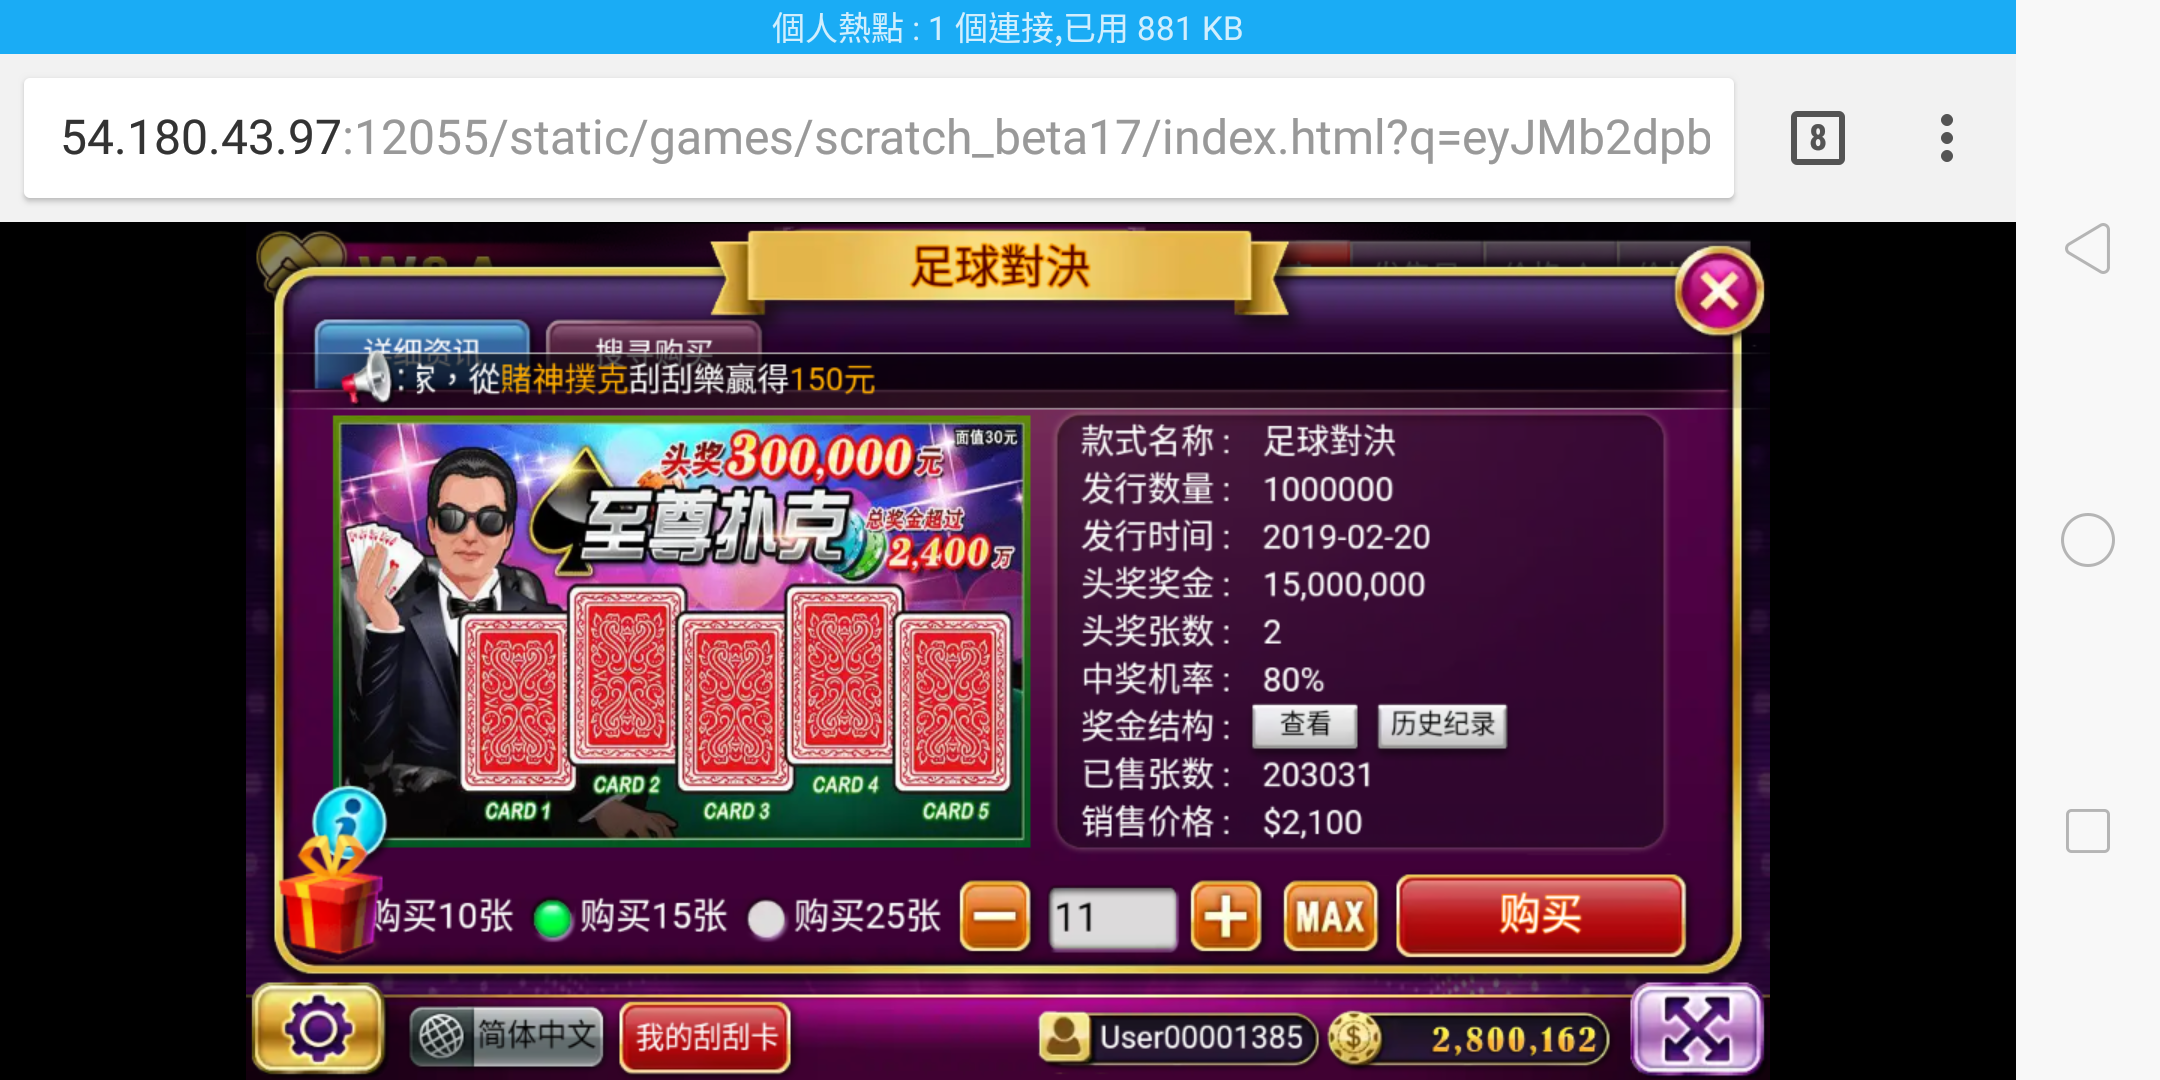 個人熱點 : 1 個連接,已用 881 KB
54.180.43.97:12055/static/games/scratch_beta17/index.html?q=eyJMb2dpb
8
足球對決
详细资讯
搜寻购买
: 家，從賭神撲克刮刮樂贏得150元
面值30元
头奖300,000元
至尊扑克
总奖金超过
2,400万
CARD 1
CARD 2
CARD 3
CARD 4
CARD 5
款式名称 : 足球對決
发行数量 : 1000000
发行时间 : 2019-02-20
头奖奖金 : 15,000,000
头奖张数 : 2
中奖机率 : 80%
奖金结构 : 查看 历史纪录
已售张数 : 203031
销售价格 : $2,100
购买10张 购买15张 购买25张 11 MAX 购买
简体中文 我的刮刮卡 User00001385 2,800,162